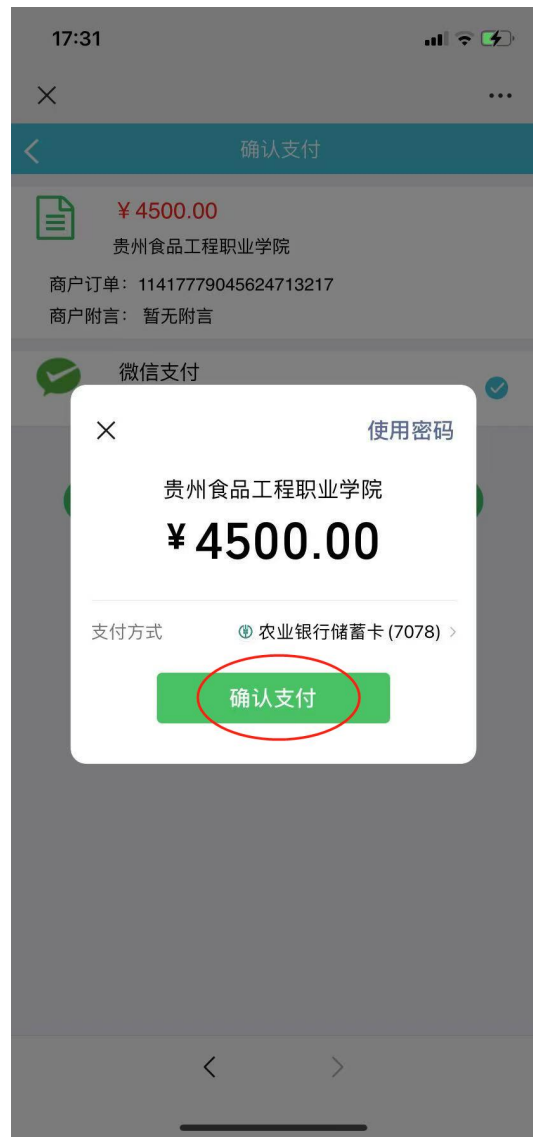 17:31
确认支付
￥4500.00
贵州食品工程职业学院
商户订单：11417779045624713217
商户附言： 暂无附言
微信支付
使用密码
贵州食品工程职业学院
¥4500.00
支付方式 农业银行储蓄卡(7078)
确认支付